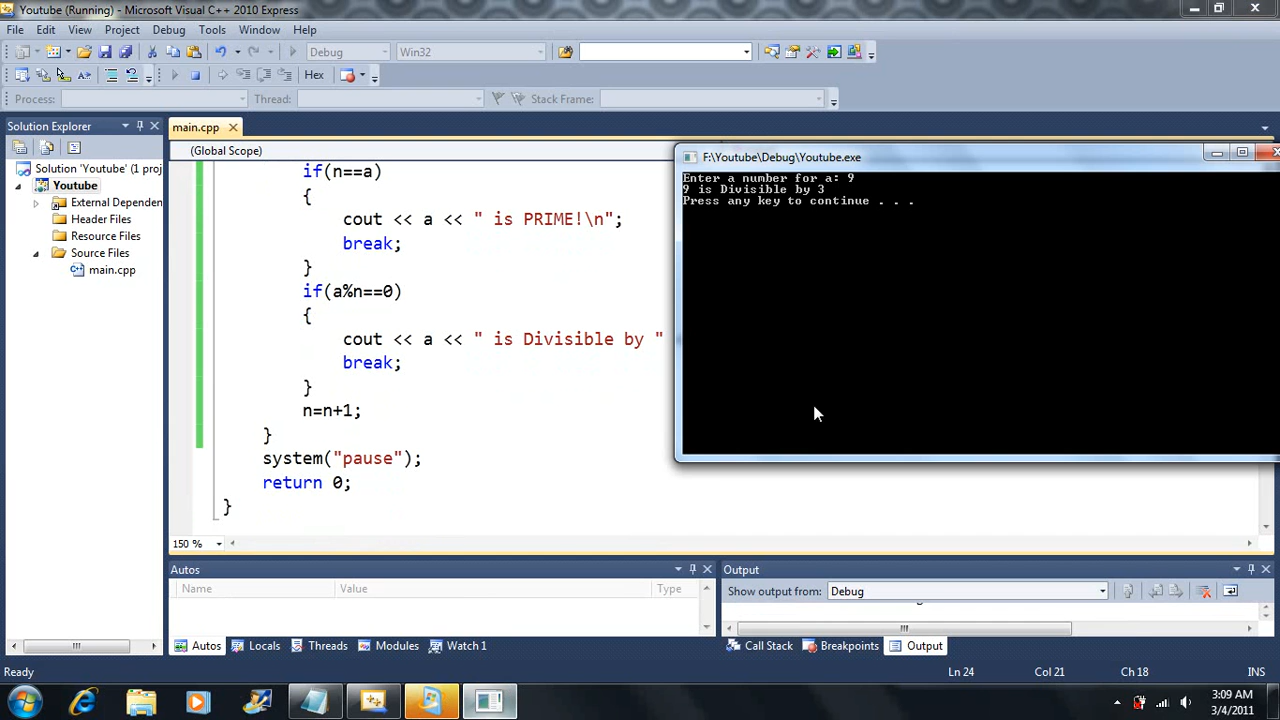 Youtube (Running) - Microsoft Visual C++ 2010 Express
File Edit View Project Debug Tools Window Help
Debug Win32
Hex
Process: Thread: Stack Frame:
Solution Explorer
main.cpp
(Global Scope)
Solution 'Youtube' (1 proj
Youtube
External Depender
Header Files
Resource Files
Source Files
main.cpp
if(n==a)
{
cout << a << " is PRIME!\n";
break;
}
if(a%n==0)
{
cout << a << " is Divisible by "
break;
}
n=n+1;
}
system("pause");
return 0;
}
150 %
F:\Youtube\Debug\Youtube.exe
Enter a number for a: 9
9 is Divisible by 3
Press any key to continue . . .
Autos
Name Value Type
Autos Locals Threads Modules Watch 1
Output
Show output from: Debug
Call Stack Breakpoints Output
Ready Ln 24 Col 21 Ch 18 INS
3:09 AM
3/4/2011